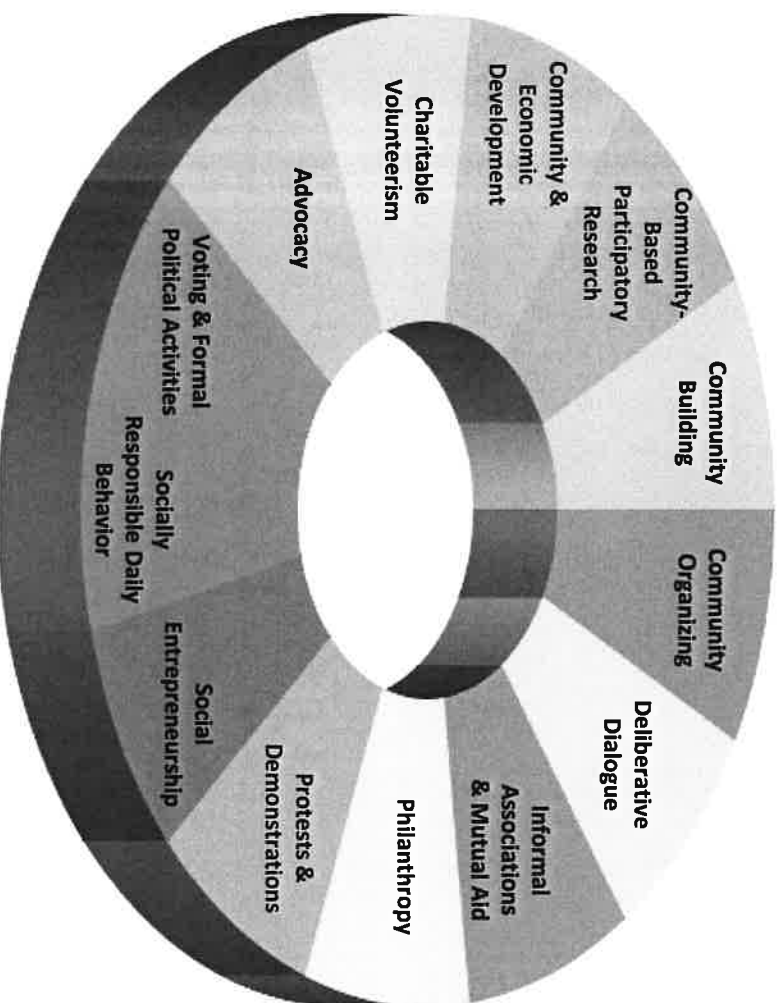 Community
Building
Community
Organizing
Deliberative
Dialogue
Informal
Associations
& Mutual Aid
Philanthropy
Protests &
Demonstrations
Social
Entrepreneurship
Socially
Responsible Daily
Behavior
Voting & Formal
Political Activities
Advocacy
Charitable
Volunteerism
Community &
Economic
Development
Community-
Based
Participatory
Research